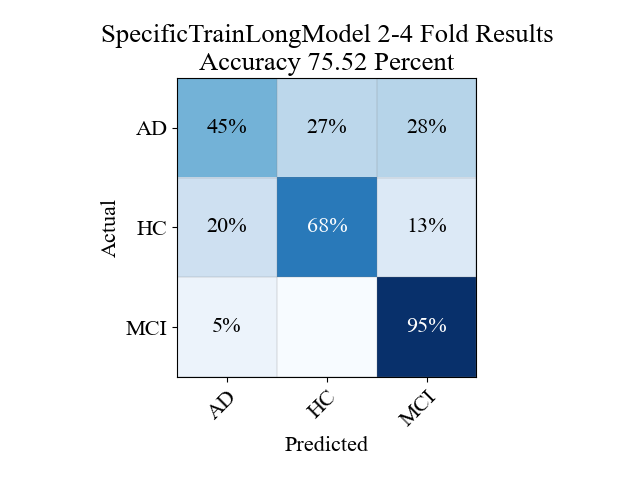 SpecificTrainLongModel 2-4 Fold Results
Accuracy 75.52 Percent
AD 45% 27% 28%
Actual
HC 20% 68% 13%
MCI 5% 95%
AD HC MCI
Predicted